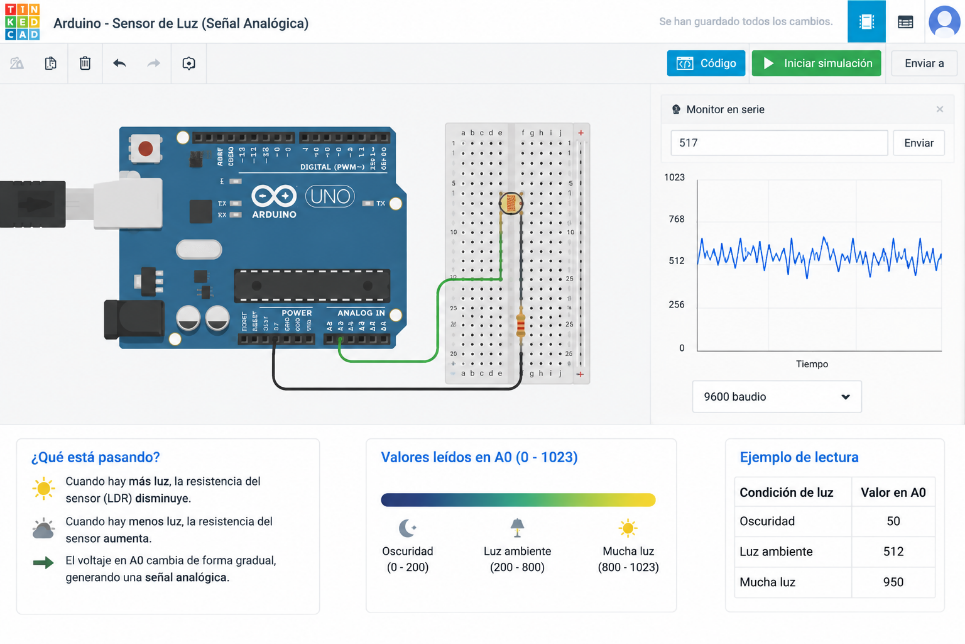 TINKERCAD
Arduino - Sensor de Luz (Señal Analógica)
Se han guardado todos los cambios.
Código
Iniciar simulación
Enviar a
Monitor en serie
517
Enviar
1023
768
512
256
0
Tiempo
9600 baudio
DIGITAL (PWM~)
UNO
ARDUINO
TX
RX
TX
POWER
ANALOG IN
a b c d e
f g h i j
a b c d e
f g h i j
¿Qué está pasando?
Cuando hay más luz, la resistencia del
sensor (LDR) disminuye.
Cuando hay menos luz, la resistencia del
sensor aumenta.
El voltaje en A0 cambia de forma gradual,
generando una señal analógica.
Valores leídos en A0 (0 - 1023)
Oscuridad
(0 - 200)
Luz ambiente
(200 - 800)
Mucha luz
(800 - 1023)
Ejemplo de lectura
Condición de luz Valor en A0
Oscuridad 50
Luz ambiente 512
Mucha luz 950